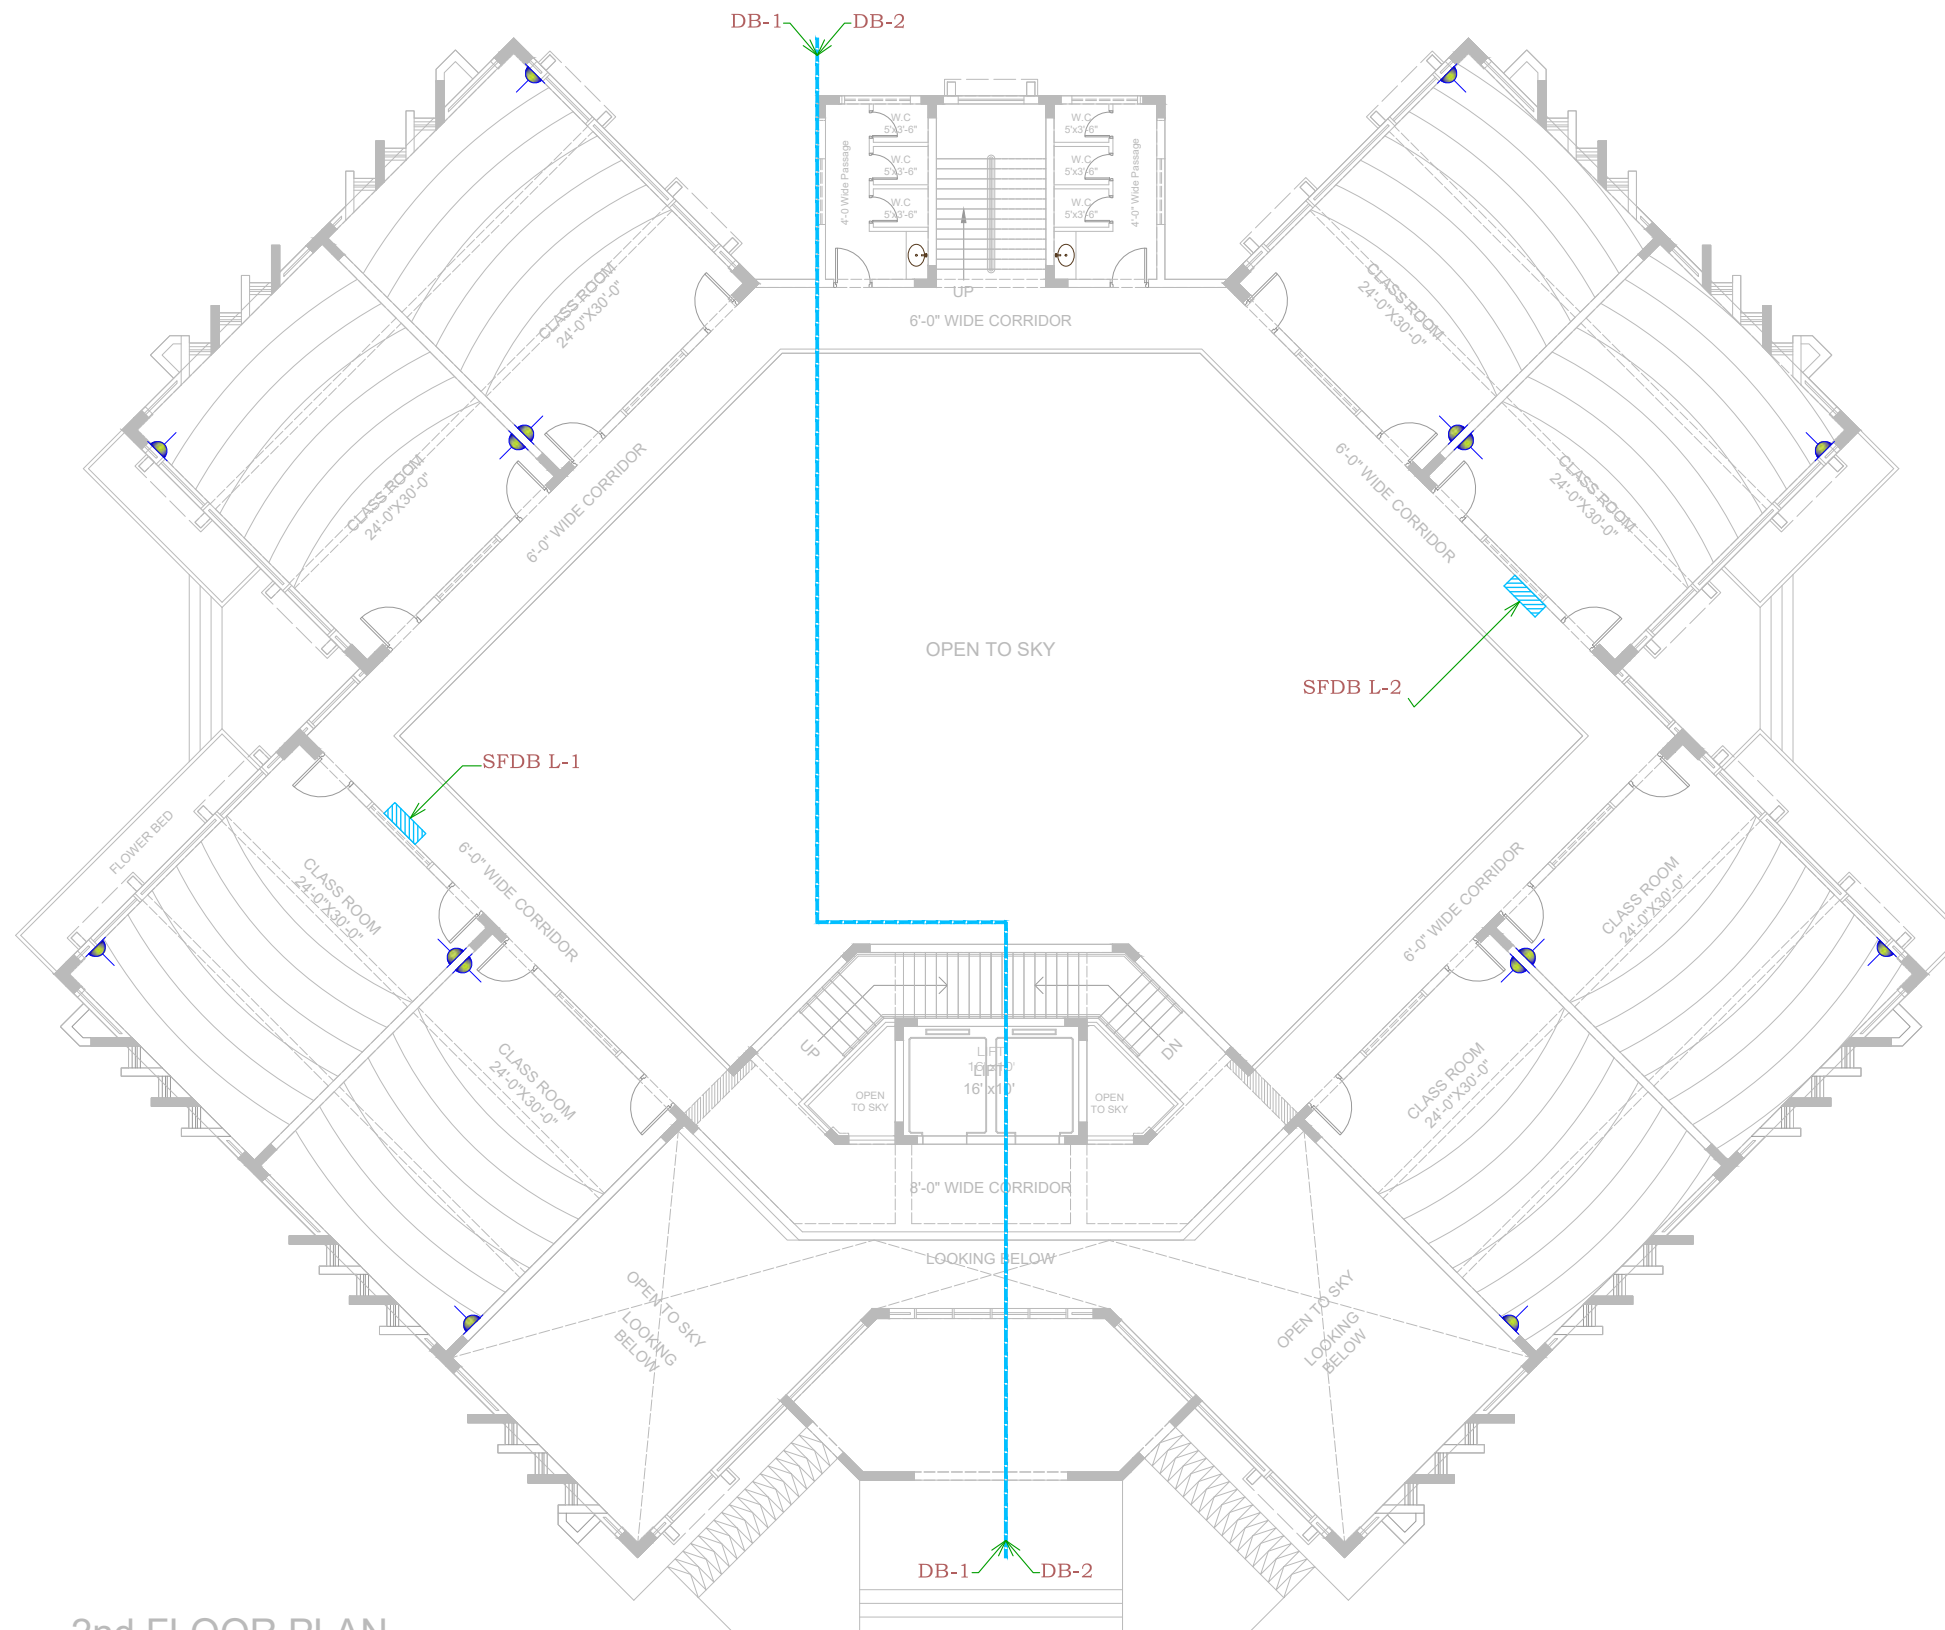 DB-1
DB-2
W.C
5'x3'-6"
W.C
5'x3'-6"
W.C
5'x3'-6"
4'-0 Wide Passage
W.C
5'x3'-6"
W.C
5'x3'-6"
W.C
5'x3'-6"
4'-0" Wide Passage
UP
6'-0" WIDE CORRIDOR
CLASS ROOM
24'-0"X30'-0"
CLASS ROOM
24'-0"X30'-0"
CLASS ROOM
24'-0"X30'-0"
CLASS ROOM
24'-0"X30'-0"
6'-0" WIDE CORRIDOR
6'-0" WIDE CORRIDOR
OPEN TO SKY
SFDB L-2
SFDB L-1
FLOWER BED
CLASS ROOM
24'-0"X30'-0"
6'-0" WIDE CORRIDOR
6'-0" WIDE CORRIDOR
CLASS ROOM
24'-0"X30'-0"
CLASS ROOM
24'-0"X30'-0"
CLASS ROOM
24'-0"X30'-0"
UP
DN
LIFT
LIFT
16' x10'
OPEN
TO SKY
OPEN
TO SKY
8'-0" WIDE CORRIDOR
LOOKING BELOW
OPEN TO SKY
LOOKING
BELOW
OPEN TO SKY
LOOKING
BELOW
DB-1
DB-2
2nd FLOOR PLAN